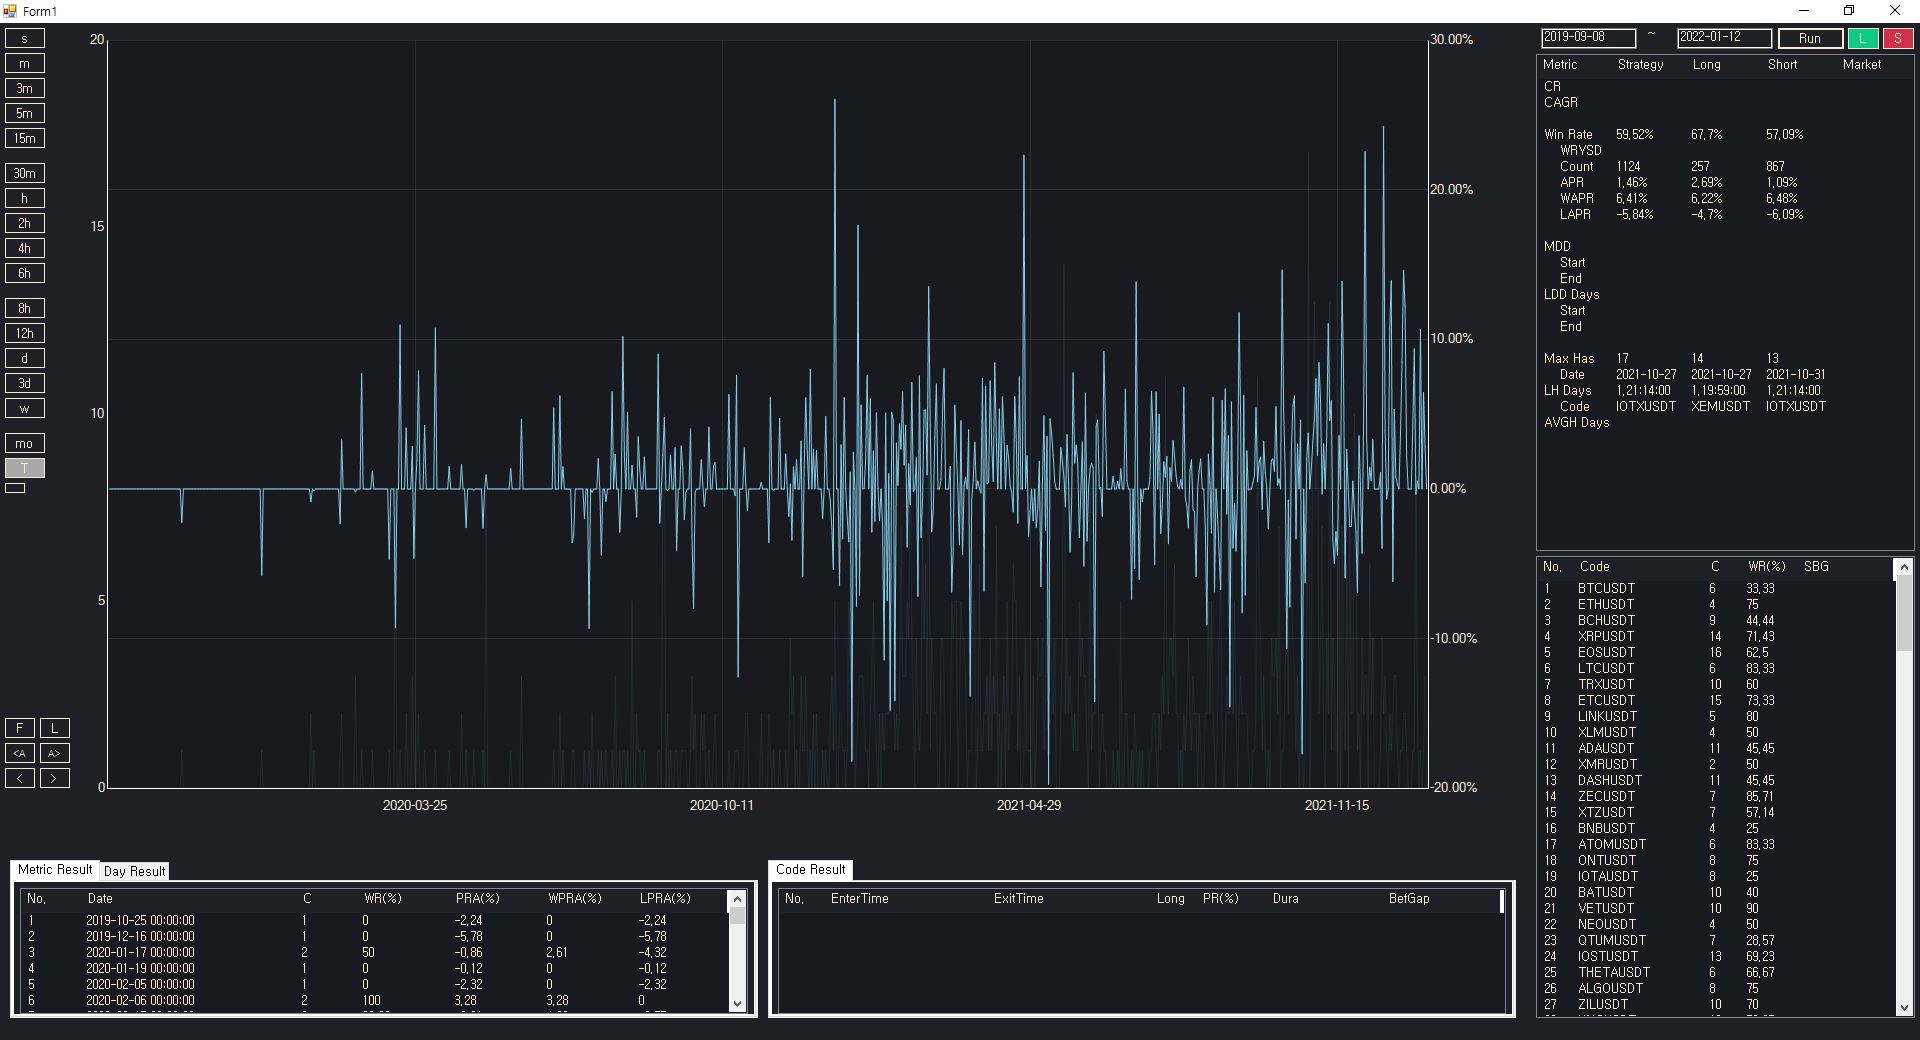 Form1
s
m
3m
5m
15m
30m
h
2h
4h
6h
8h
12h
d
3d
w
mo
T
F L
<A A>
< >
20
15
10
5
0
30.00%
20.00%
10.00%
0.00%
-10.00%
-20.00%
2020-03-25 2020-10-11 2021-04-29 2021-11-15
2019-09-08 ~ 2022-01-12 Run L S
Metric Strategy Long Short Market
CR
CAGR
Win Rate 59,52% 67,7% 57,09%
WRYSD
Count 1124 257 867
APR 1,46% 2,69% 1,09%
WAPR 6,41% 6,22% 6,48%
LAPR -5,84% -4,7% -6,09%
MDD
Start
End
LDD Days
Start
End
Max Has 17 14 13
Date 2021-10-27 2021-10-27 2021-10-31
LH Days 1,21:14:00 1,19:59:00 1,21:14:00
Code IOTXUSDT XEMUSDT IOTXUSDT
AVGH Days
No, Code C WR(%) SBG
1 BTCUSDT 6 33,33
2 ETHUSDT 4 75
3 BCHUSDT 9 44,44
4 XRPUSDT 14 71,43
5 EOSUSDT 16 62,5
6 LTCUSDT 6 83,33
7 TRXUSDT 10 60
8 ETCUSDT 15 73,33
9 LINKUSDT 5 80
10 XLMUSDT 4 50
11 ADAUSDT 11 45,45
12 XMRUSDT 2 50
13 DASHUSDT 11 45,45
14 ZECUSDT 7 85,71
15 XTZUSDT 7 57,14
16 BNBUSDT 4 25
17 ATOMUSDT 6 83,33
18 ONTUSDT 8 75
19 IOTAUSDT 8 25
20 BATUSDT 10 40
21 VETUSDT 10 90
22 NEOUSDT 4 50
23 QTUMUSDT 7 28,57
24 IOSTUSDT 13 69,23
25 THETAUSDT 6 66,67
26 ALGOUSDT 8 75
27 ZILUSDT 10 70
Metric Result Day Result
No, Date C WR(%) PRA(%) WPRA(%) LPRA(%)
1 2019-10-25 00:00:00 1 0 -2,24 0 -2,24
2 2019-12-16 00:00:00 1 0 -5,78 0 -5,78
3 2020-01-17 00:00:00 2 50 -0,86 2,61 -4,32
4 2020-01-19 00:00:00 1 0 -0,12 0 -0,12
5 2020-02-05 00:00:00 1 0 -2,32 0 -2,32
6 2020-02-06 00:00:00 2 100 3,28 3,28 0
Code Result
No, EnterTime ExitTime Long PR(%) Dura BefGap